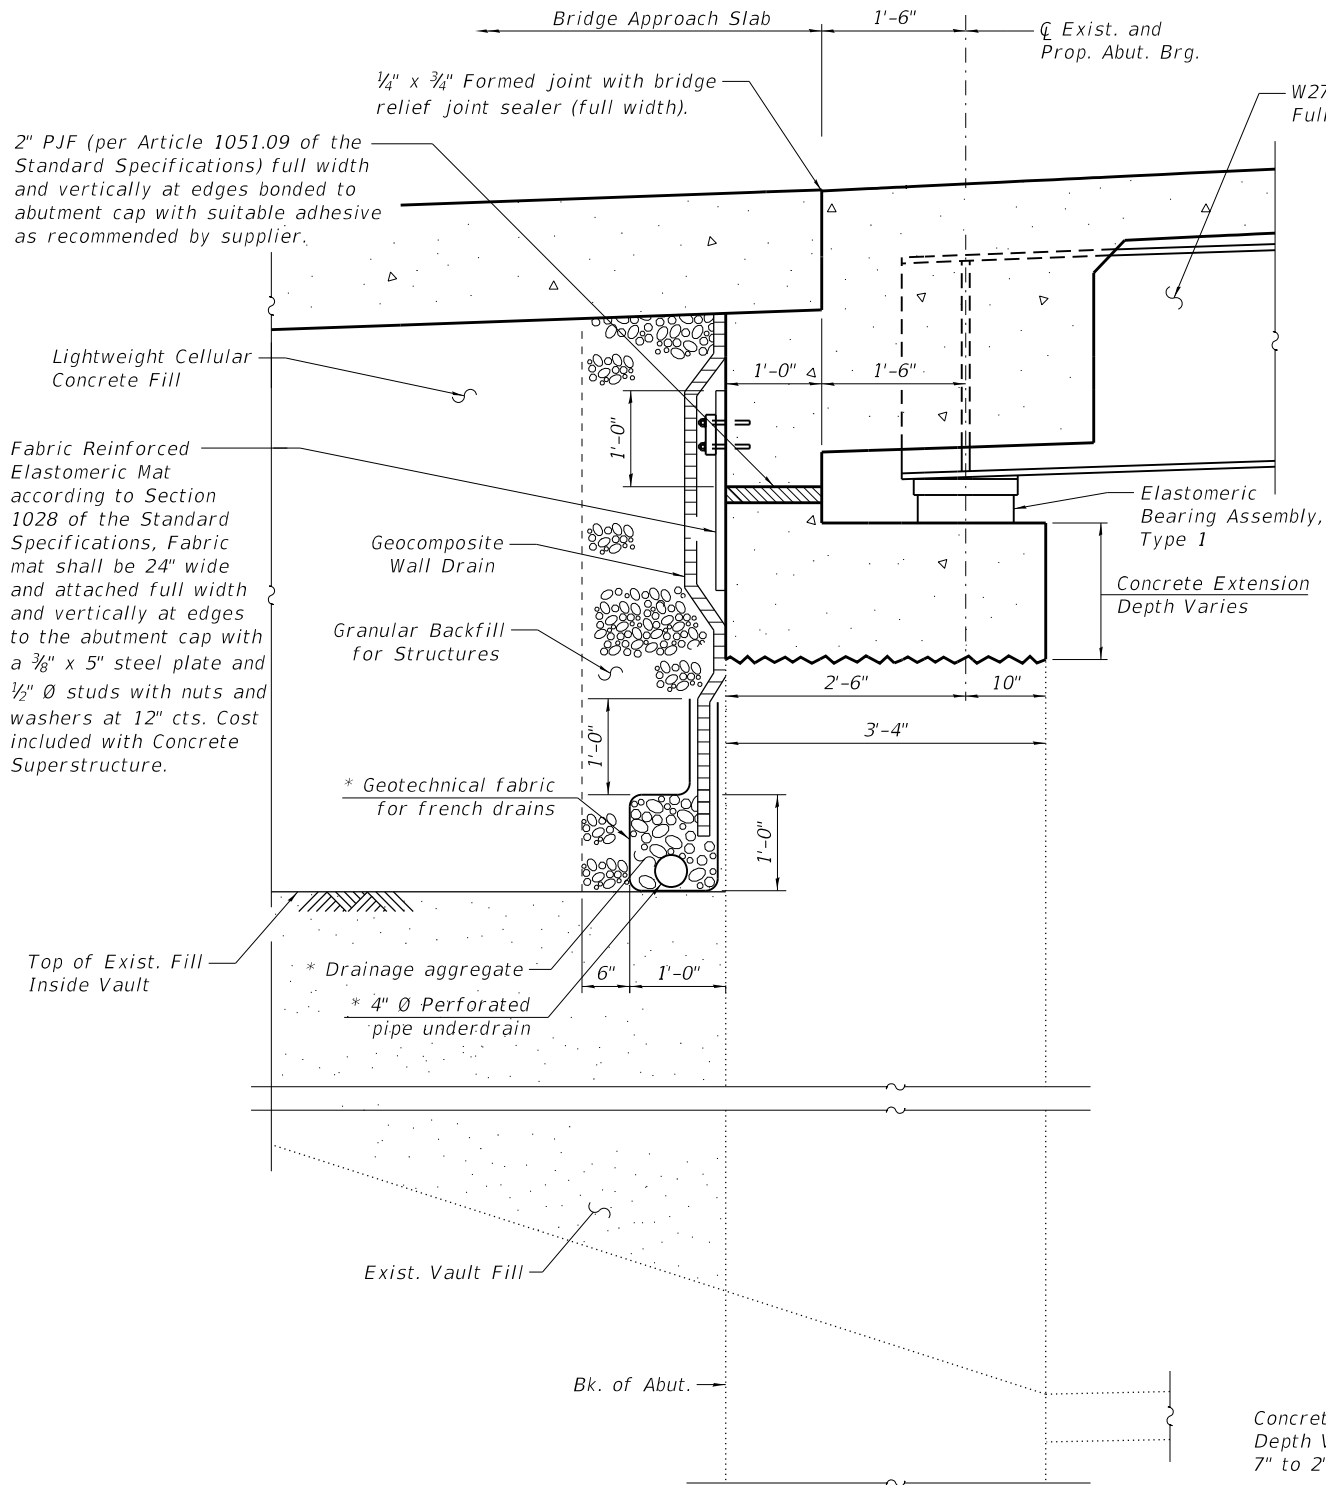 Bridge Approach Slab
1'-6"
℄ Exist. and
Prop. Abut. Brg.
¼" x ¾" Formed joint with bridge
relief joint sealer (full width).
W27
Full
2" PJF (per Article 1051.09 of the
Standard Specifications) full width
and vertically at edges bonded to
abutment cap with suitable adhesive
as recommended by supplier.
Lightweight Cellular
Concrete Fill
1'-0"
1'-6"
1'-0"
Fabric Reinforced
Elastomeric Mat
according to Section
1028 of the Standard
Specifications, Fabric
mat shall be 24" wide
and attached full width
and vertically at edges
to the abutment cap with
a ⅜" x 5" steel plate and
½" Ø studs with nuts and
washers at 12" cts. Cost
included with Concrete
Superstructure.
Geocomposite
Wall Drain
Elastomeric
Bearing Assembly,
Type 1
Concrete Extension
Depth Varies
Granular Backfill
for Structures
2'-6"
10"
3'-4"
1'-0"
* Geotechnical fabric
for french drains
1'-0"
Top of Exist. Fill
Inside Vault
* Drainage aggregate
6"
1'-0"
* 4" Ø Perforated
pipe underdrain
Exist. Vault Fill
Bk. of Abut.
Depth V
7" to 2'